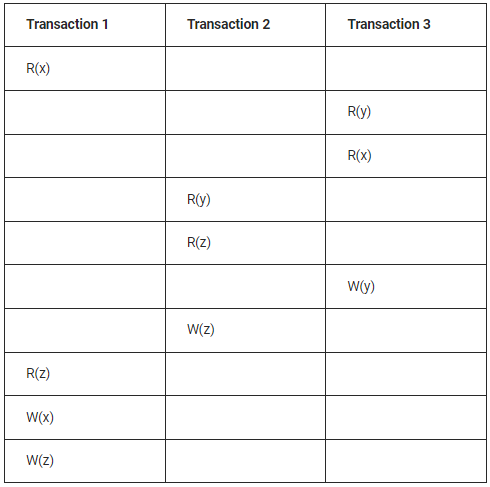 Transaction 1 Transaction 2 Transaction 3
R(x)
R(y)
R(x)
R(y)
R(z)
W(y)
W(z)
R(z)
W(x)
W(z)